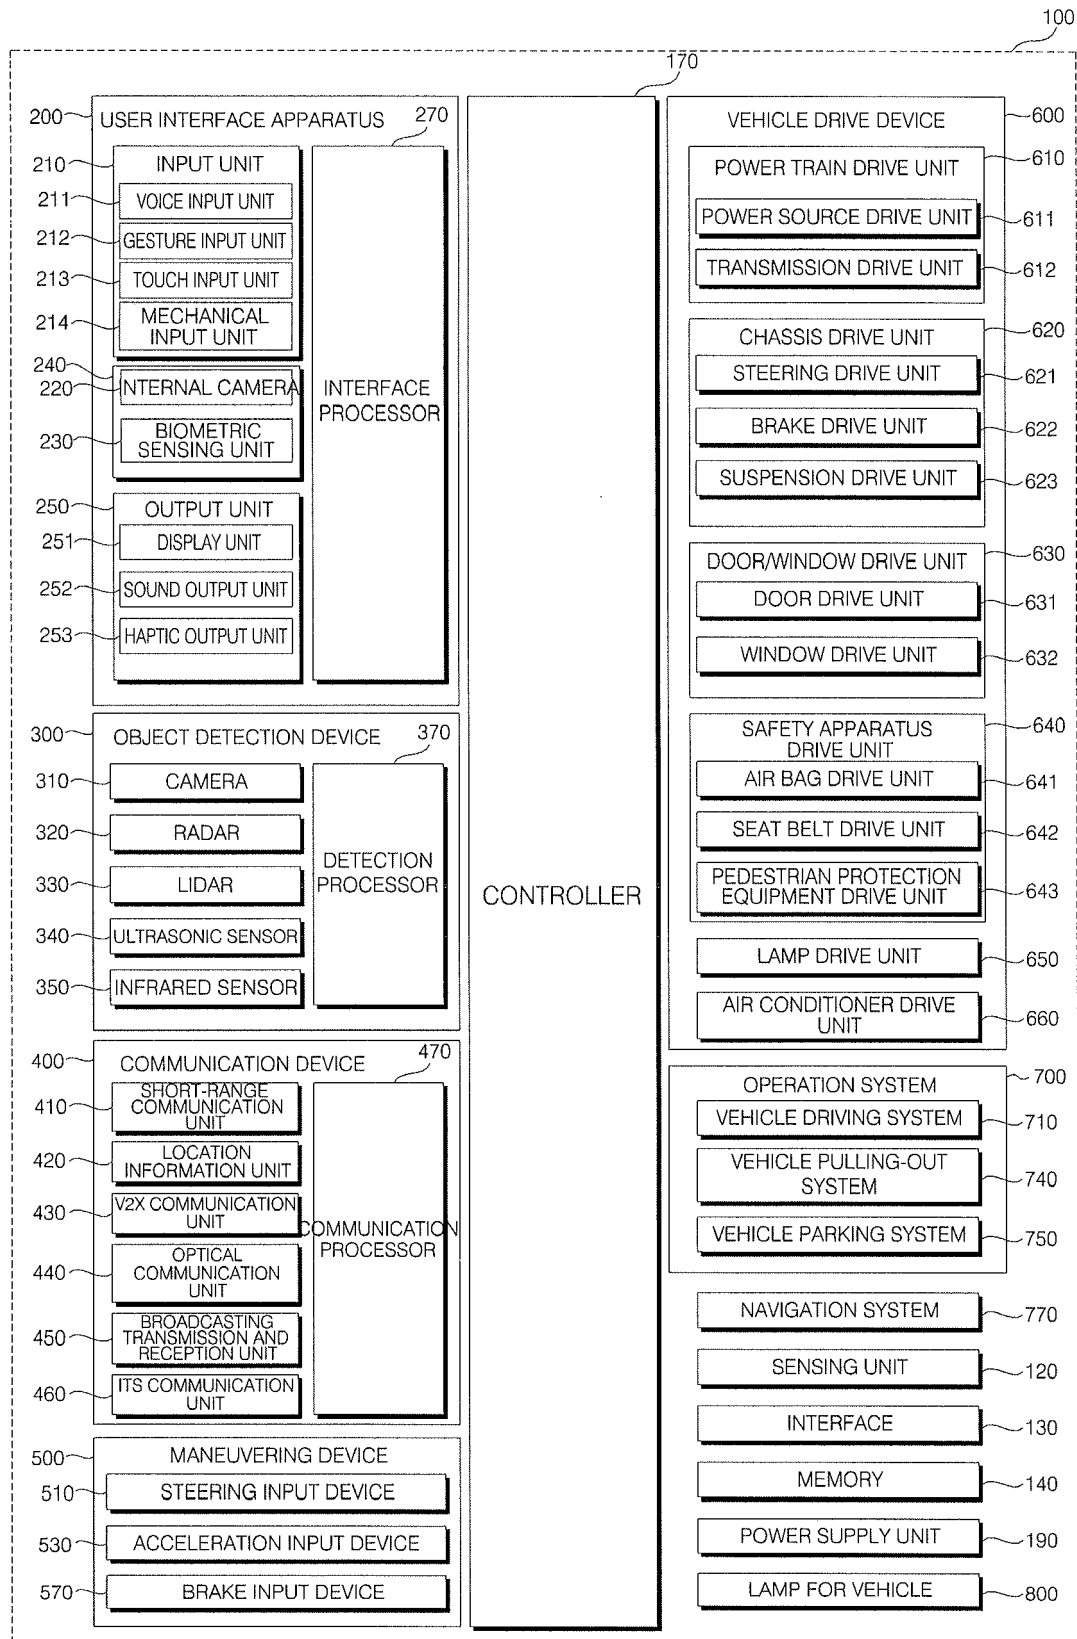 100
170
200
USER INTERFACE APPARATUS
270
210
INPUT UNIT
211
VOICE INPUT UNIT
212
GESTURE INPUT UNIT
213
TOUCH INPUT UNIT
214
MECHANICAL
INPUT UNIT
240
220
NTERNAL CAMERA
230
BIOMETRIC
SENSING UNIT
250
OUTPUT UNIT
251
DISPLAY UNIT
252
SOUND OUTPUT UNIT
253
HAPTIC OUTPUT UNIT
INTERFACE
PROCESSOR
300
OBJECT DETECTION DEVICE
370
310
CAMERA
320
RADAR
330
LIDAR
340
ULTRASONIC SENSOR
350
INFRARED SENSOR
DETECTION
PROCESSOR
400
COMMUNICATION DEVICE
470
410
SHORT-RANGE
COMMUNICATION
UNIT
420
LOCATION
INFORMATION UNIT
430
V2X COMMUNICATION
UNIT
440
OPTICAL
COMMUNICATION
UNIT
450
BROADCASTING
TRANSMISSION AND
RECEPTION UNIT
460
ITS COMMUNICATION
UNIT
COMMUNICATION
PROCESSOR
500
MANEUVERING DEVICE
510
STEERING INPUT DEVICE
530
ACCELERATION INPUT DEVICE
570
BRAKE INPUT DEVICE
CONTROLLER
VEHICLE DRIVE DEVICE
600
POWER TRAIN DRIVE UNIT
610
POWER SOURCE DRIVE UNIT
611
TRANSMISSION DRIVE UNIT
612
CHASSIS DRIVE UNIT
620
STEERING DRIVE UNIT
621
BRAKE DRIVE UNIT
622
SUSPENSION DRIVE UNIT
623
DOOR/WINDOW DRIVE UNIT
630
DOOR DRIVE UNIT
631
WINDOW DRIVE UNIT
632
SAFETY APPARATUS
DRIVE UNIT
640
AIR BAG DRIVE UNIT
641
SEAT BELT DRIVE UNIT
642
PEDESTRIAN PROTECTION
EQUIPMENT DRIVE UNIT
643
LAMP DRIVE UNIT
650
AIR CONDITIONER DRIVE
UNIT
660
OPERATION SYSTEM
700
VEHICLE DRIVING SYSTEM
710
VEHICLE PULLING-OUT
SYSTEM
740
VEHICLE PARKING SYSTEM
750
NAVIGATION SYSTEM
770
SENSING UNIT
120
INTERFACE
130
MEMORY
140
POWER SUPPLY UNIT
190
LAMP FOR VEHICLE
800